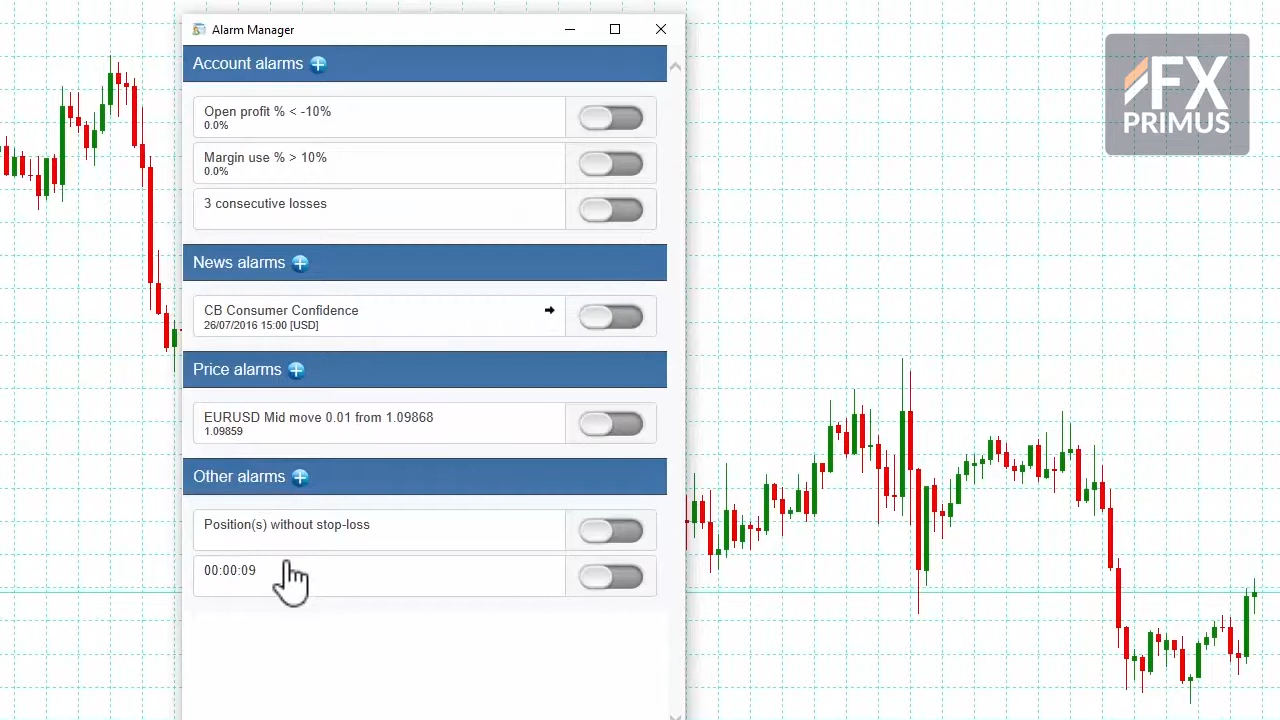 Alarm Manager
Account alarms
Open profit % < -10%
0.0%
Margin use % > 10%
0.0%
3 consecutive losses
News alarms
CB Consumer Confidence
26/07/2016 15:00 [USD]
Price alarms
EURUSD Mid move 0.01 from 1.09868
1.09859
Other alarms
Position(s) without stop-loss
00:00:09
FX
PRIMUS